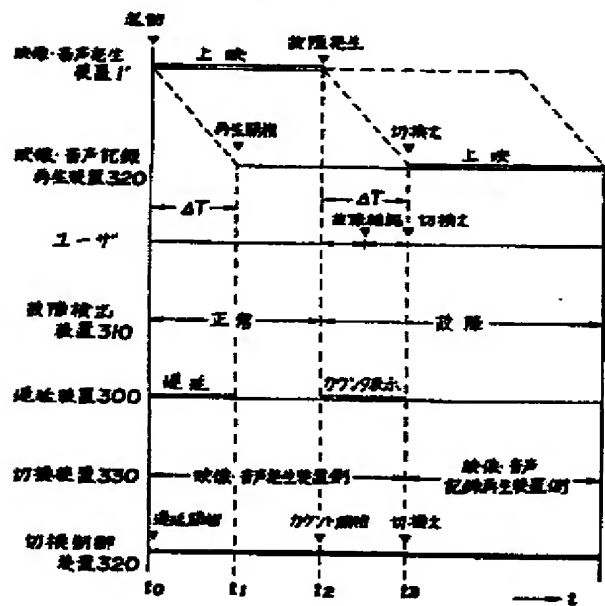 起動
映像・音声発生
装置1'
上映
故障発生
映像・音声記録
再生装置320
再生開始
切換え
上映
ΔT
ΔT
ユーザ
故障確認
切換え
故障検出
装置310
正常
故障
遅延装置300
遅延
カウンタ表示
切換装置330
映像・音声発生装置側
映像・音声
記録再生装置側
切換制御
装置320
遅延開始
カウント開始
切換え
t0
t1
t2
t3
t